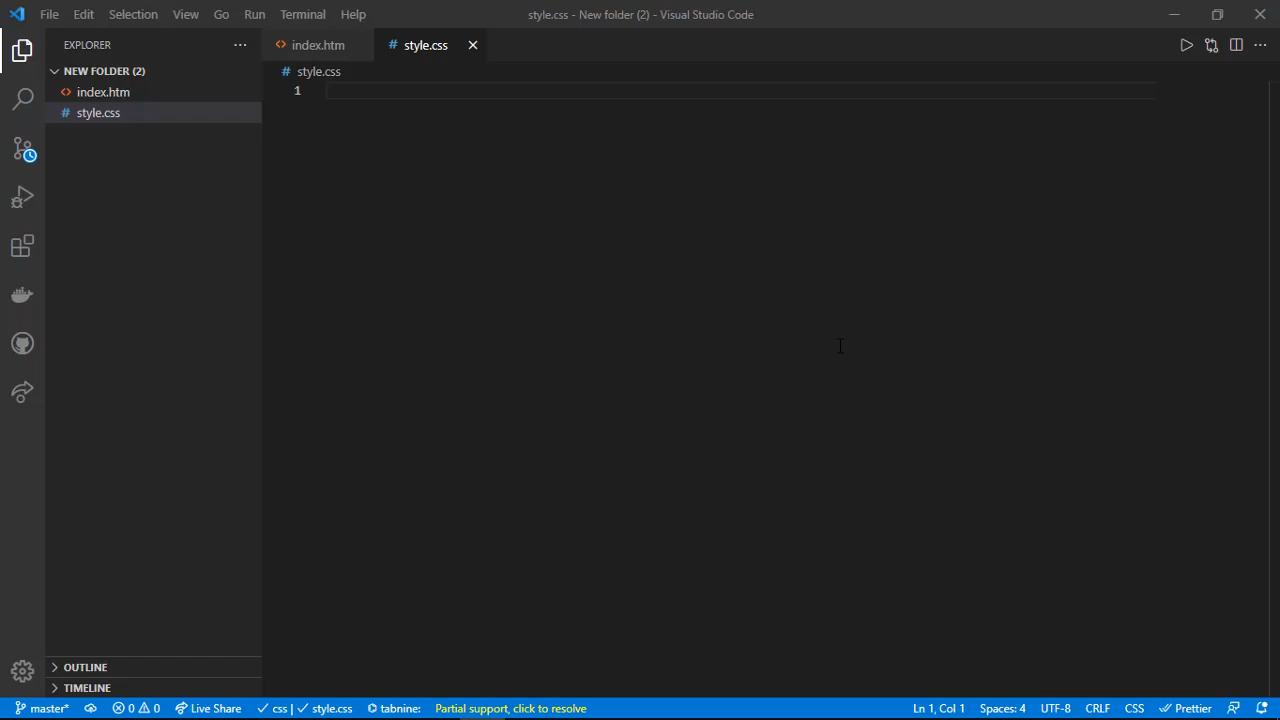 File Edit Selection View Go Run Terminal Help style.css - New folder (2) - Visual Studio Code
EXPLORER
NEW FOLDER (2)
index.htm
style.css
OUTLINE
TIMELINE
index.htm style.css
style.css
1
master* 0 0 Live Share css | style.css tabnine: Partial support, click to resolve Ln 1, Col 1 Spaces: 4 UTF-8 CRLF CSS Prettier